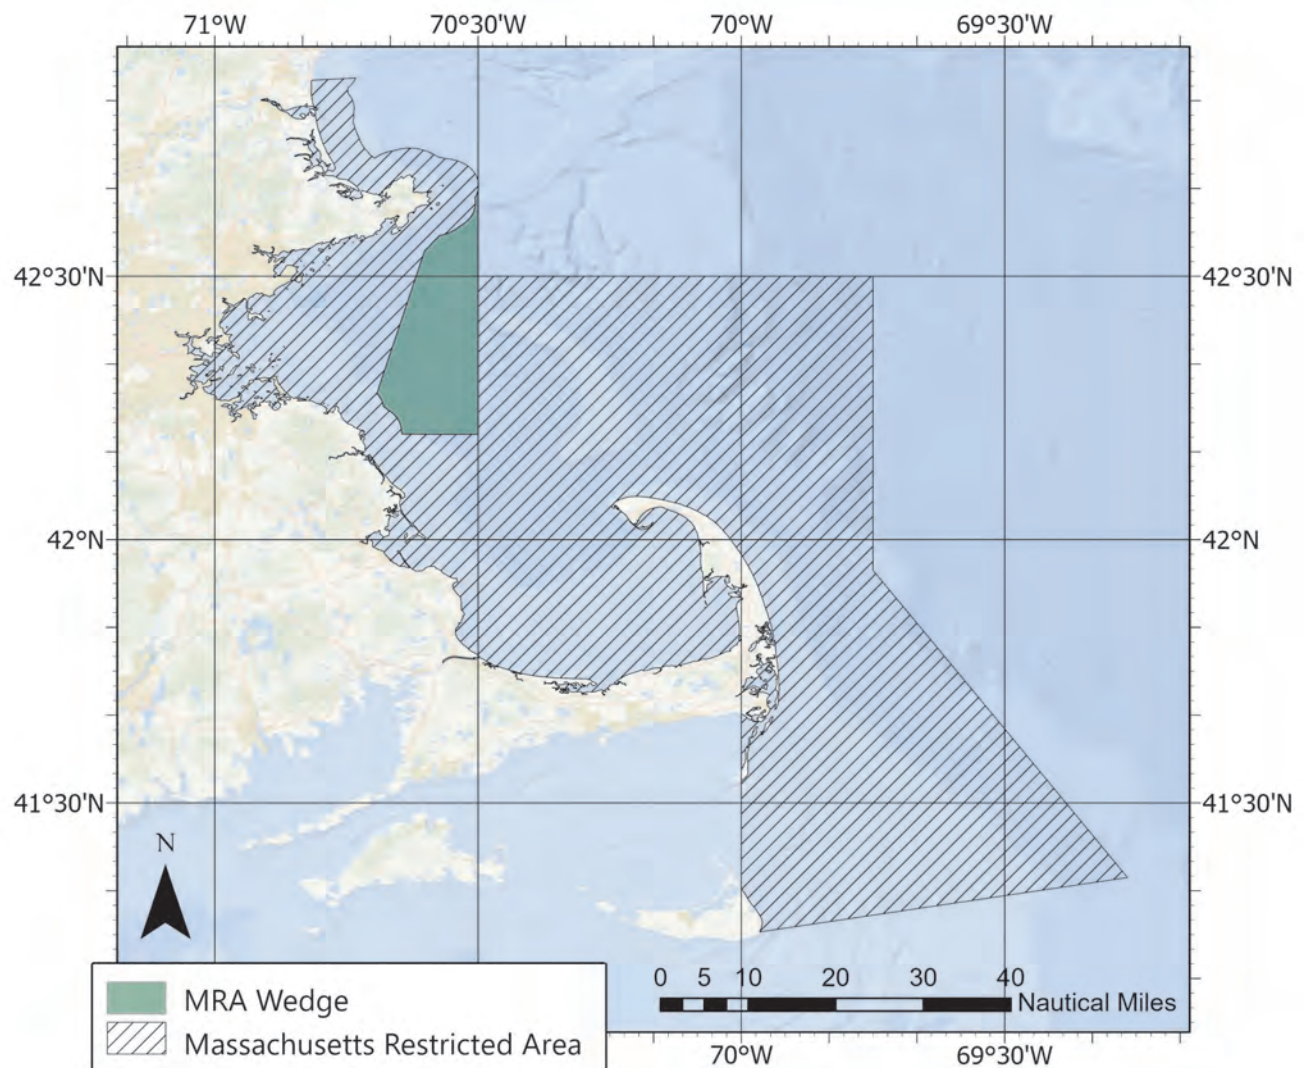 71°W 70°30'W 70°W 69°30'W
42°30'N 42°30'N
42°N 42°N
41°30'N 41°30'N
N
0 5 10 20 30 40
Nautical Miles
MRA Wedge
Massachusetts Restricted Area
70°W 69°30'W